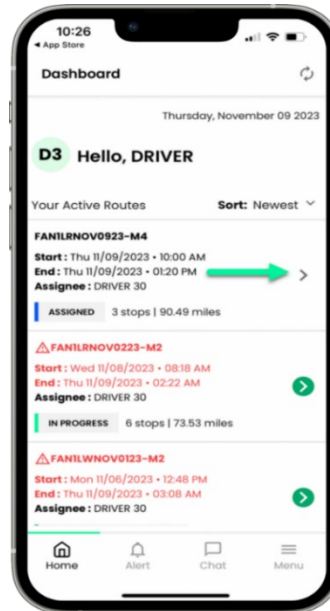 10:26
◀ App Store
Dashboard
Thursday, November 09 2023
D3 Hello, DRIVER
Your Active Routes Sort: Newest
FAN1LRNOV0923-M4
Start : Thu 11/09/2023 • 10:00 AM
End : Thu 11/09/2023 • 01:20 PM
Assignee : DRIVER 30
ASSIGNED 3 stops | 90.49 miles
FAN1LRNOV0223-M2
Start : Wed 11/08/2023 • 08:18 AM
End : Thu 11/09/2023 • 02:22 AM
Assignee : DRIVER 30
IN PROGRESS 6 stops | 73.53 miles
FAN1LWNOV0123-M2
Start : Mon 11/06/2023 • 12:48 PM
End : Thu 11/09/2023 • 03:08 AM
Assignee : DRIVER 30
Home Alert Chat Menu